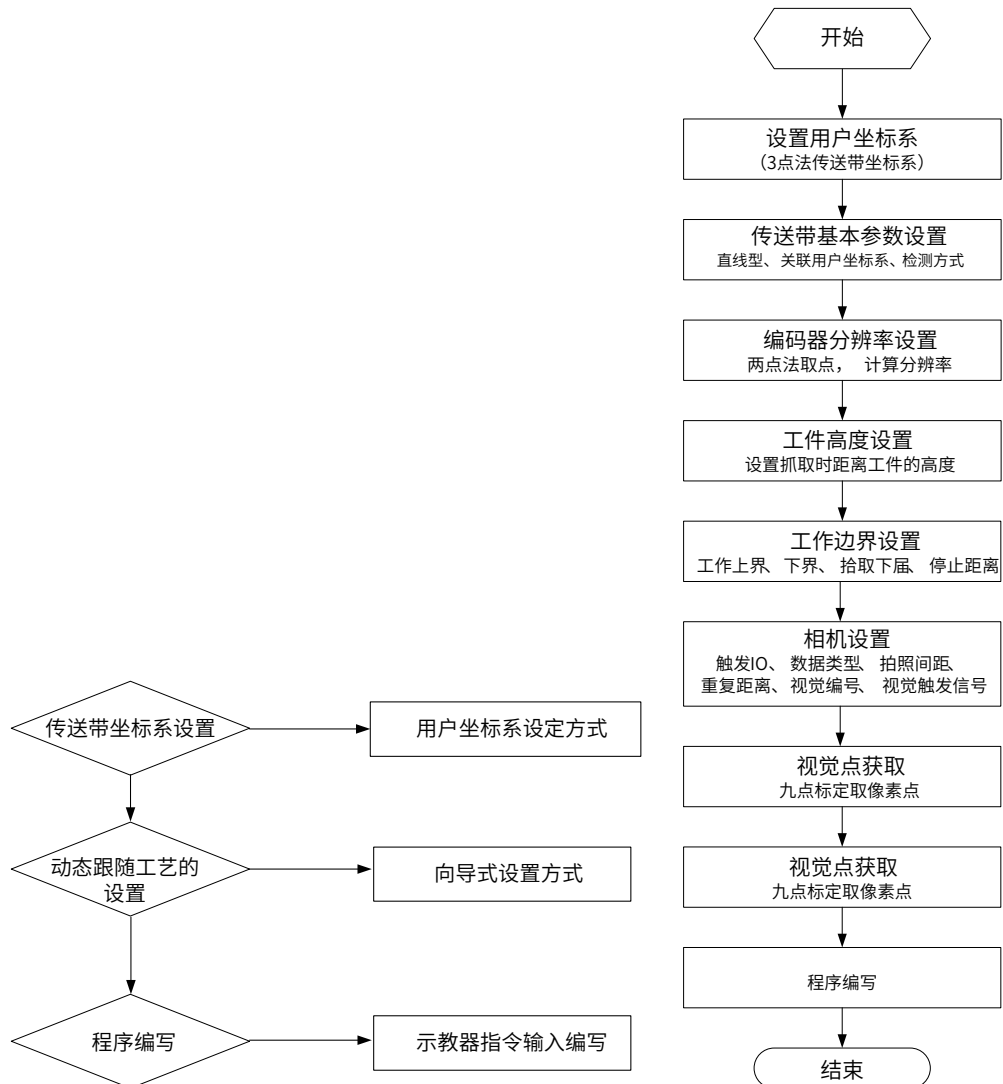 开始
设置用户坐标系
（3点法传送带坐标系）
传送带基本参数设置
直线型、关联用户坐标系、检测方式
编码器分辨率设置
两点法取点， 计算分辨率
工件高度设置
设置抓取时距离工件的高度
工作边界设置
工作上界、下界、拾取下届、停止距离
相机设置
触发IO、数据类型、拍照间距、
重复距离、视觉编号、视觉触发信号
视觉点获取
九点标定取像素点
视觉点获取
九点标定取像素点
程序编写
结束
传送带坐标系设置
用户坐标系设定方式
动态跟随工艺的
设置
向导式设置方式
程序编写
示教器指令输入编写